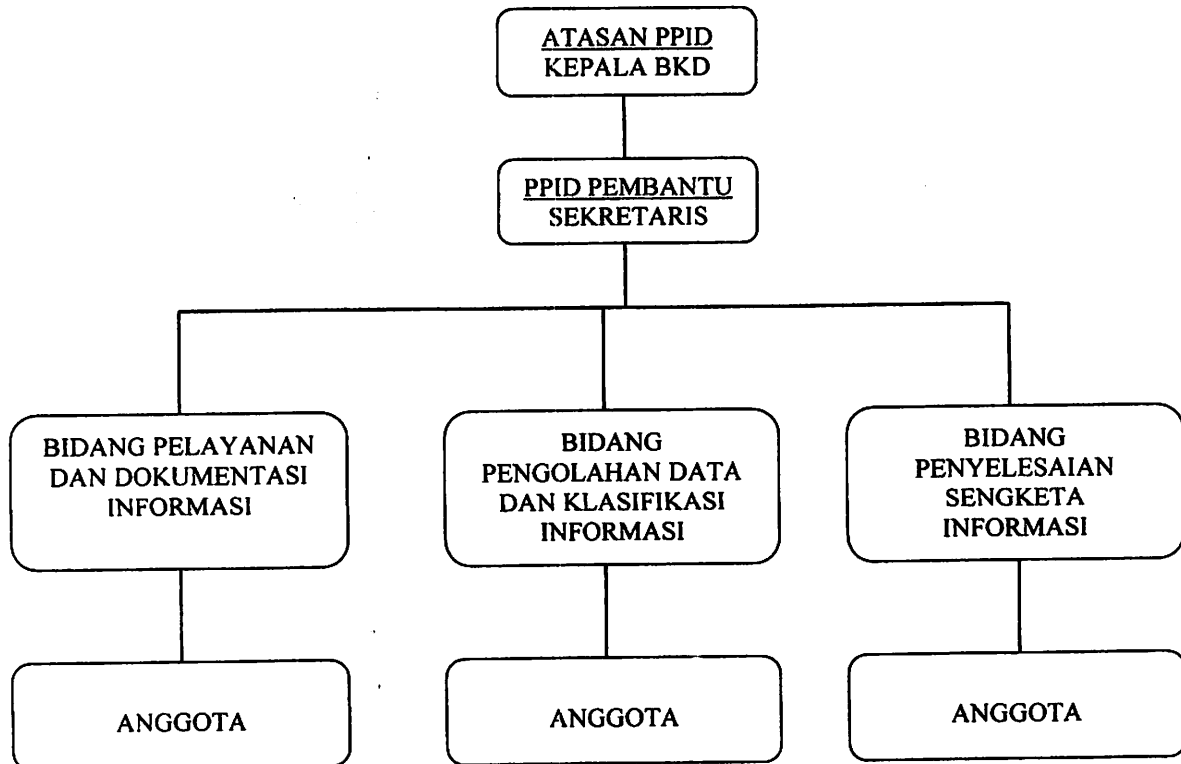 ATASAN PPID
KEPALA BKD
PPID PEMBANTU
SEKRETARIS
BIDANG PELAYANAN
DAN DOKUMENTASI
INFORMASI
BIDANG
PENGOLAHAN DATA
DAN KLASIFIKASI
INFORMASI
BIDANG
PENYELESAIAN
SENGKETA
INFORMASI
ANGGOTA
ANGGOTA
ANGGOTA